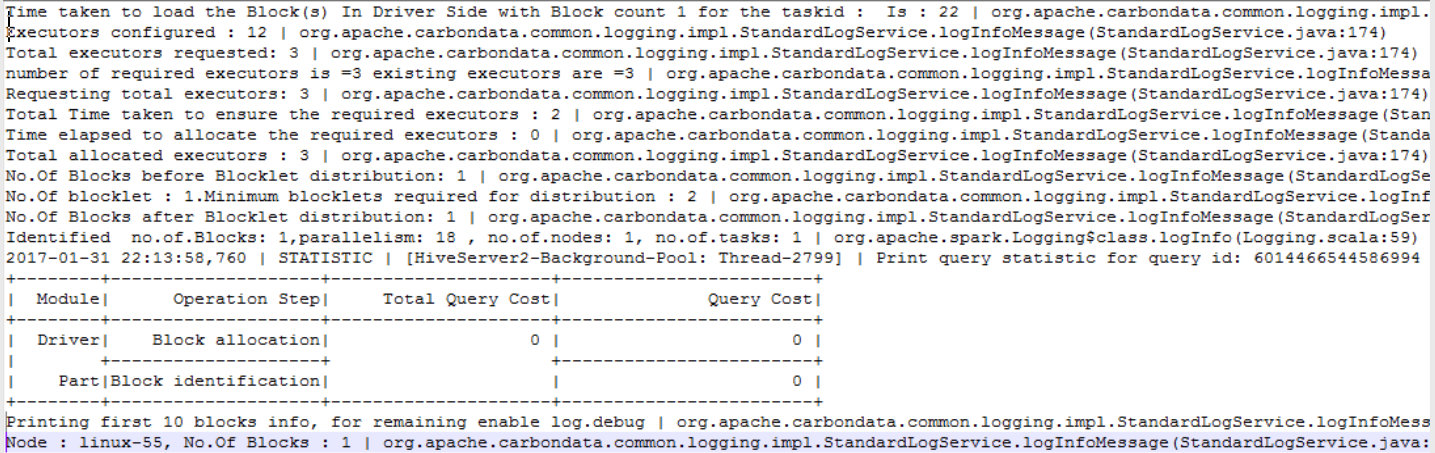 Time taken to load the Block(s) In Driver Side with Block count 1 for the taskid :  Is : 22 | org.apache.carbondata.common.logging.impl.
Executors configured : 12 | org.apache.carbondata.common.logging.impl.StandardLogService.logInfoMessage(StandardLogService.java:174)
Total executors requested: 3 | org.apache.carbondata.common.logging.impl.StandardLogService.logInfoMessage(StandardLogService.java:174)
number of required executors is =3 existing executors are =3 | org.apache.carbondata.common.logging.impl.StandardLogService.logInfoMessa
Requesting total executors: 3 | org.apache.carbondata.common.logging.impl.StandardLogService.logInfoMessage(StandardLogService.java:174)
Total Time taken to ensure the required executors : 2 | org.apache.carbondata.common.logging.impl.StandardLogService.logInfoMessage(Stan
Time elapsed to allocate the required executors : 0 | org.apache.carbondata.common.logging.impl.StandardLogService.logInfoMessage(Standa
Total allocated executors : 3 | org.apache.carbondata.common.logging.impl.StandardLogService.logInfoMessage(StandardLogService.java:174)
No.Of Blocks before Blocklet distribution: 1 | org.apache.carbondata.common.logging.impl.StandardLogService.logInfoMessage(StandardLogSe
No.Of blocklet : 1.Minimum blocklets required for distribution : 2 | org.apache.carbondata.common.logging.impl.StandardLogService.logInf
No.Of Blocks after Blocklet distribution: 1 | org.apache.carbondata.common.logging.impl.StandardLogService.logInfoMessage(StandardLogSer
Identified  no.of.Blocks: 1,parallelism: 18 , no.of.nodes: 1, no.of.tasks: 1 | org.apache.spark.Logging$class.logInfo(Logging.scala:59)
2017-01-31 22:13:58,760 | STATISTIC | [HiveServer2-Background-Pool: Thread-2799] | Print query statistic for query id: 6014466544586994
+--------+--------------------+---------------------+------------------------+
|  Module|      Operation Step|     Total Query Cost|              Query Cost|
+--------+--------------------+---------------------+------------------------+
|  Driver|    Block allocation|                   0 |                      0 |
|        +--------------------+                     +------------------------+
|    Part|Block identification|                     |                      0 |
+--------+--------------------+---------------------+------------------------+
Printing first 10 blocks info, for remaining enable log.debug | org.apache.carbondata.common.logging.impl.StandardLogService.logInfoMess
Node : linux-55, No.Of Blocks : 1 | org.apache.carbondata.common.logging.impl.StandardLogService.logInfoMessage(StandardLogService.java: